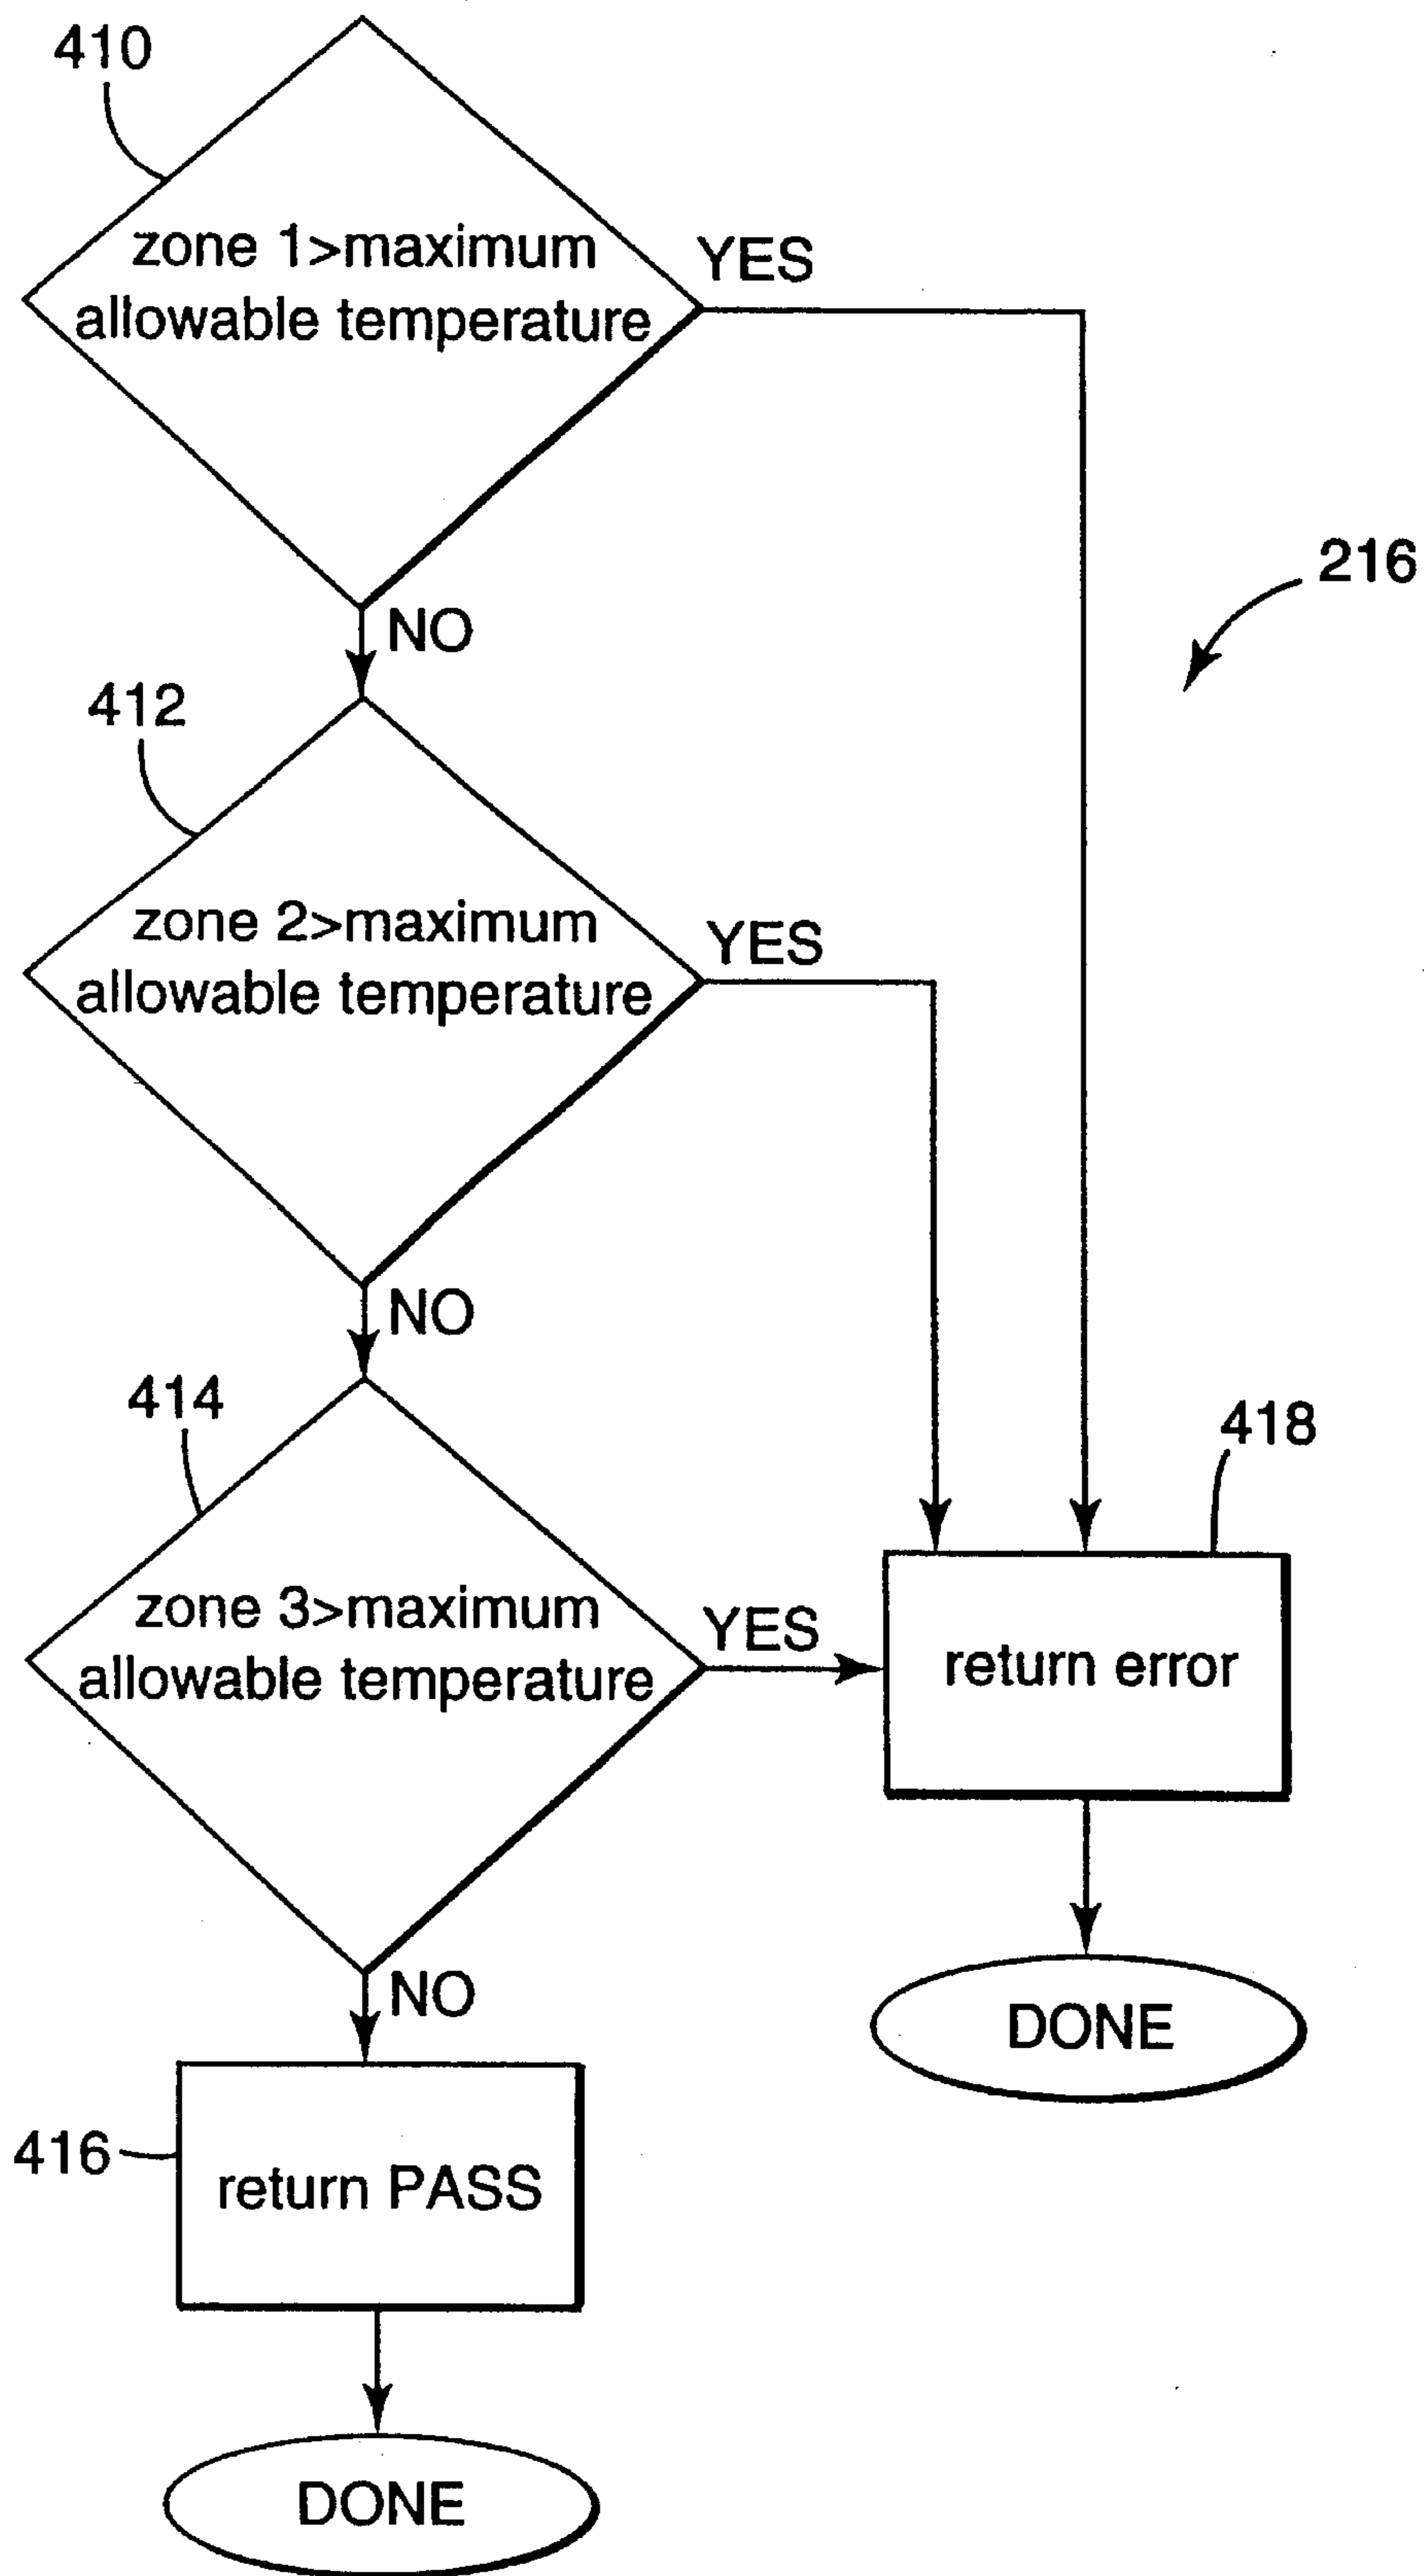 410
zone 1>maximum
allowable temperature
YES
216
NO
412
zone 2>maximum
allowable temperature
YES
NO
414
418
zone 3>maximum
allowable temperature
YES
return error
NO
DONE
416
return PASS
DONE